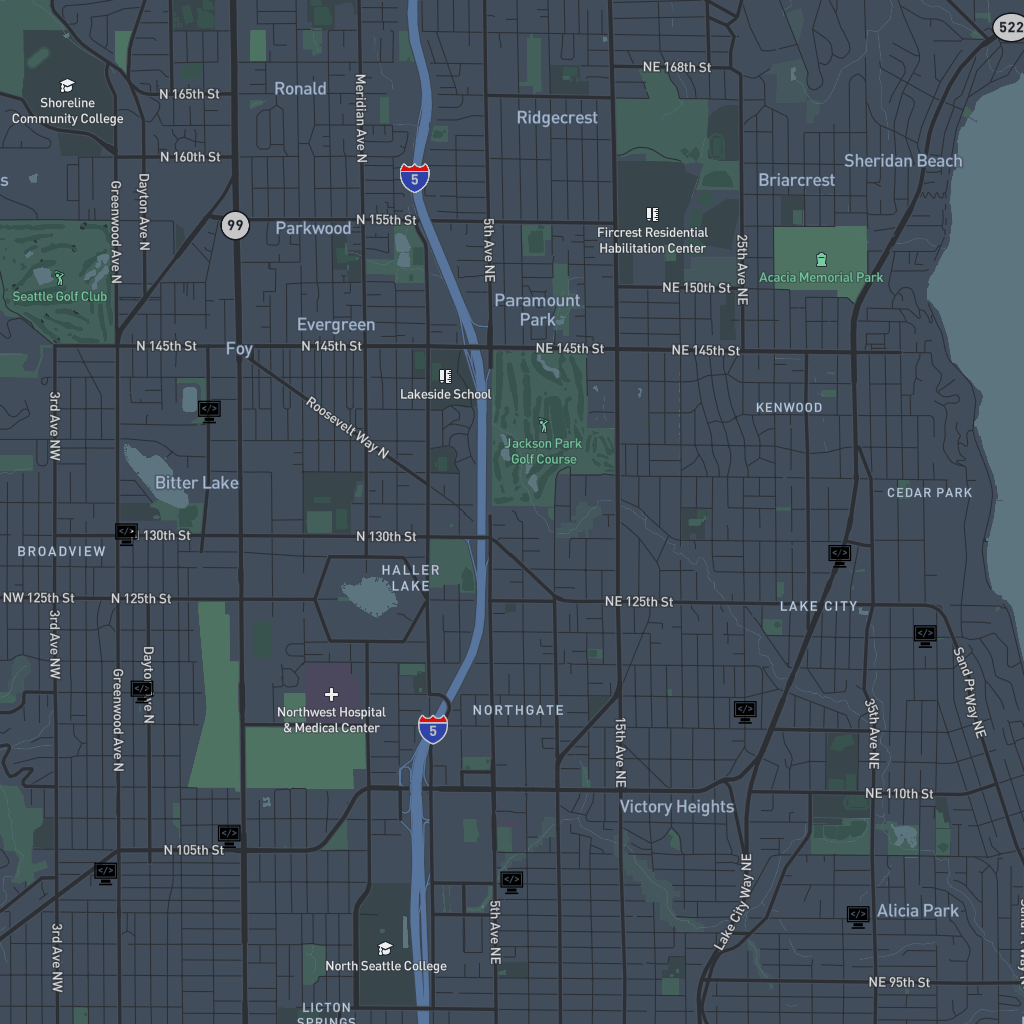 522
NE 168th St
Ronald
Meridian Ave N
N 165th St
Shoreline
Community College
Ridgecrest
N 160th St
Sheridan Beach
s
5
Briarcrest
Greenwood Ave N
Dayton Ave N
99
N 155th St
Parkwood
5th Ave NE
Fircrest Residential
Habilitation Center
25th Ave NE
Acacia Memorial Park
Seattle Golf Club
NE 150th St
Paramount
Park
Evergreen
N 145th St
Foy
N 145th St
NE 145th St
NE 145th St
Lakeside School
KENWOOD
3rd Ave NW
</>
Roosevelt Way N
Jackson Park
Golf Course
Bitter Lake
CEDAR PARK
</>
130th St
N 130th St
BROADVIEW
</>
HALLER
LAKE
NW 125th St
N 125th St
NE 125th St
LAKE CITY
3rd Ave NW
</>
Dayton Ave N
</>
Greenwood Ave N
Sand Pt Way NE
Northwest Hospital
& Medical Center
NORTHGATE
</>
5
15th Ave NE
35th Ave NE
NE 110th St
Victory Heights
</>
N 105th St
</>
</>
Lake City Way NE
5th Ave NE
</>
Alicia Park
3rd Ave NW
North Seattle College
NE 95th St
LICTON
SPRINGS